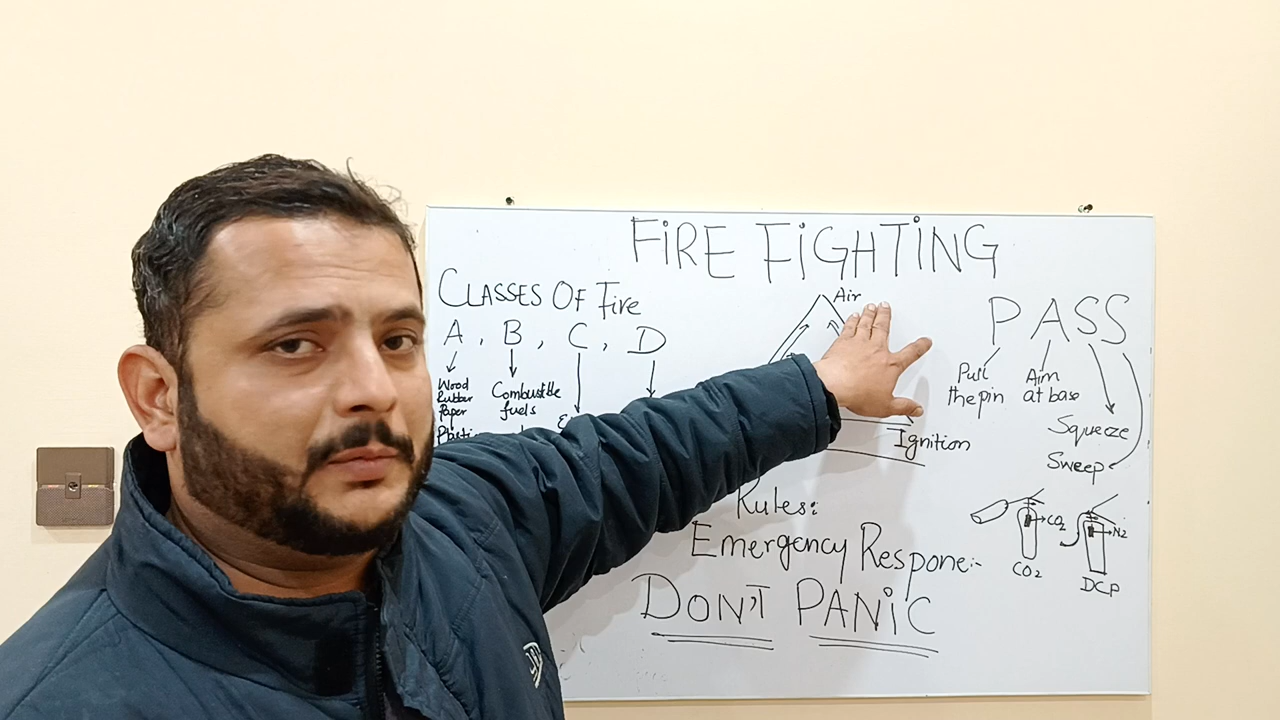 FiRE FiGHTiNG
CLASSES OF Fire
A, B, C, D
Wood
Rubber
Paper
Combustible
fuels
Air
Ignition
P A S S
Pull
the pin
Aim
at base
Squeeze
Sweep
Rules:
Emergency Respone:-
DON'T PANiC
CO2
CO2
N2
DCP